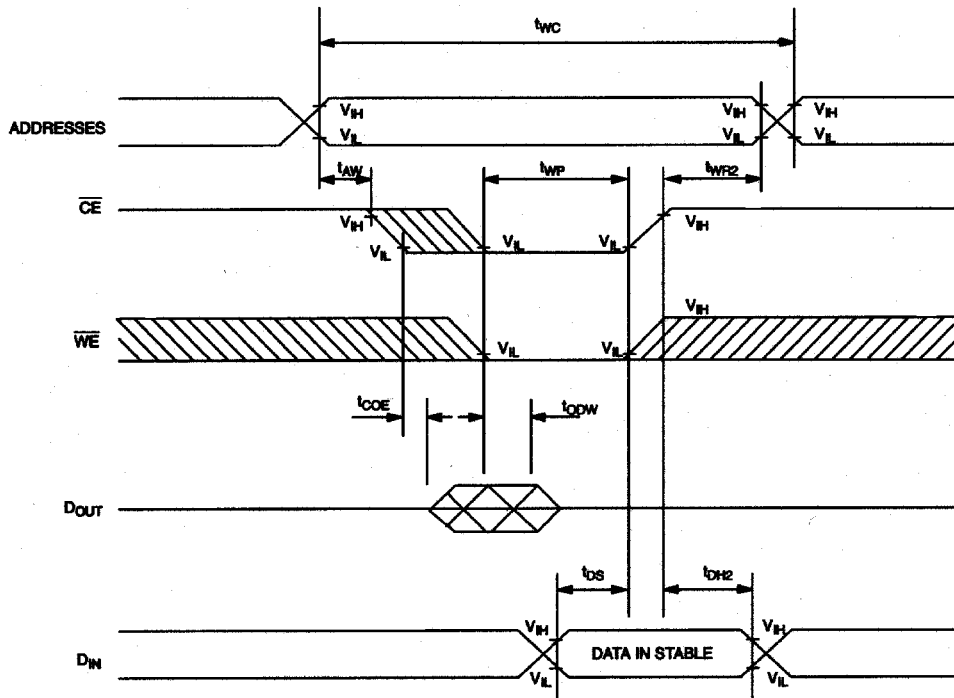 tWC
ADDRESSES
VIH
VIL
VIH
VIL
VIH
VIL
tAW
tWP
tWR2
CE
VIH
VIL
VIL
VIL
VIH
WE
VIH
VIL
VIL
tCOE
tODW
DOUT
tDS
tDH2
DIN
VIH
VIL
DATA IN STABLE
VIH
VIL